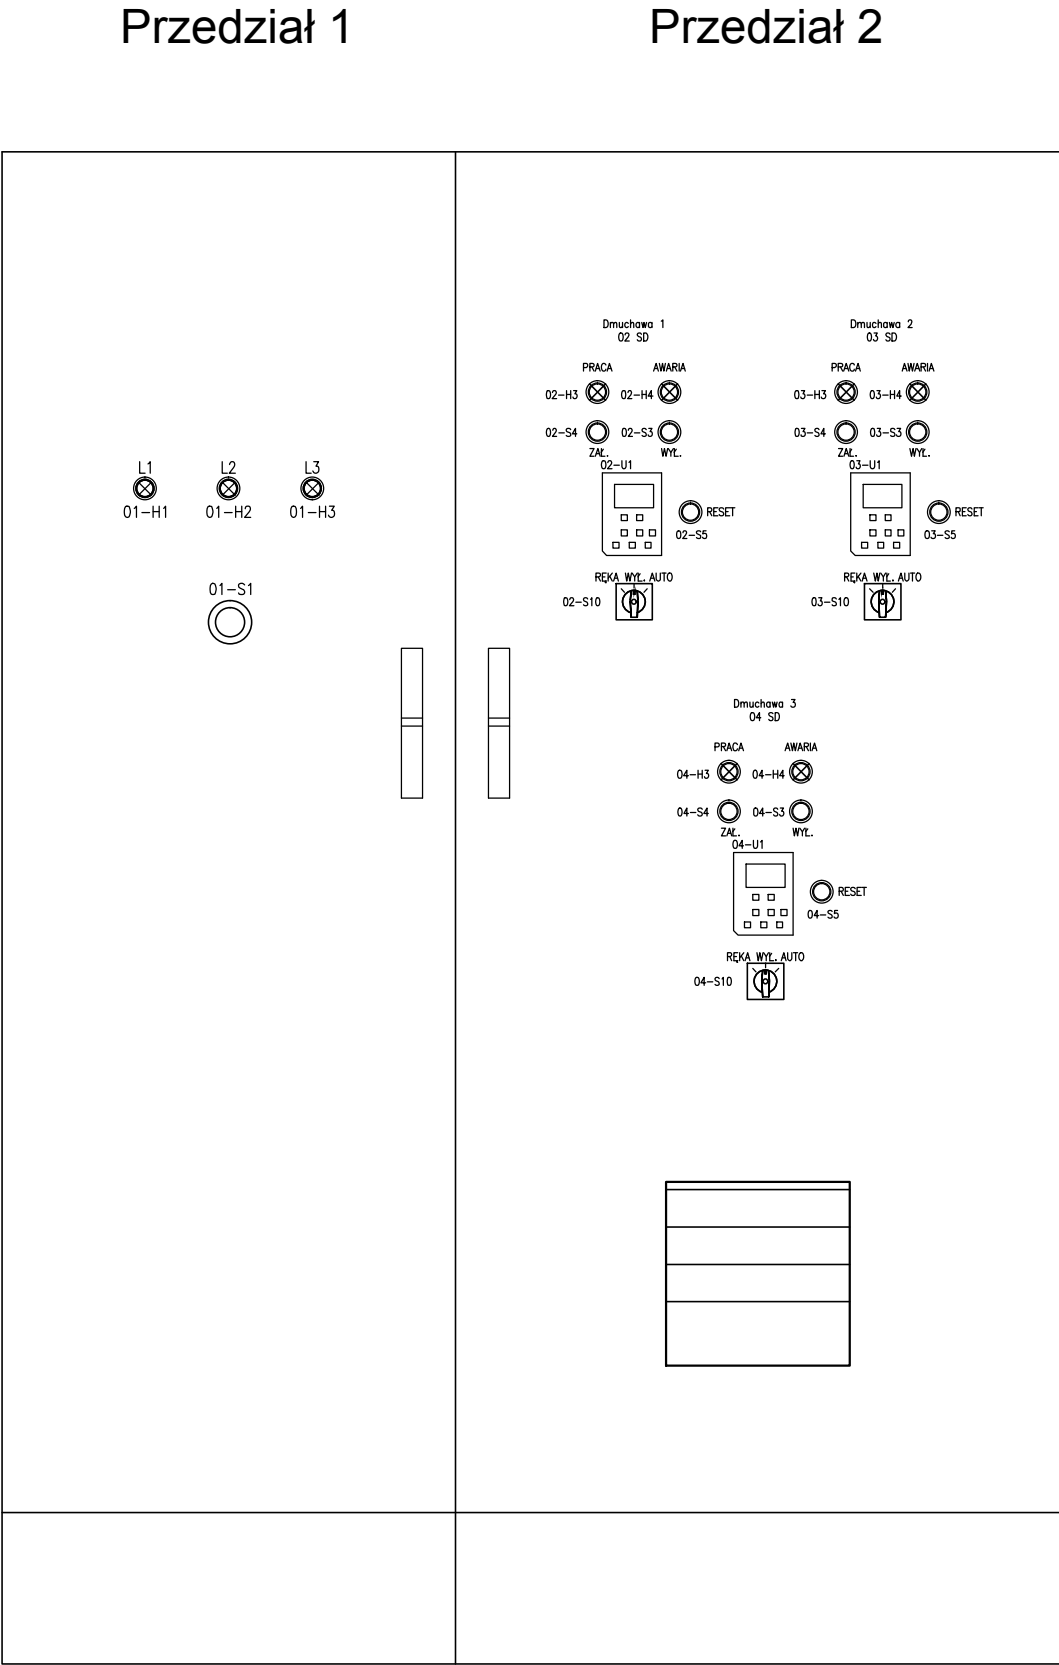 Przedział 1
Przedział 2
L1
L2
L3
01-H1
01-H2
01-H3
01-S1
Dmuchawa 1
02 SD
PRACA
AWARIA
02-H3
02-H4
02-S4
02-S3
ZAŁ.
WYŁ.
02-U1
RESET
02-S5
RĘKA WYŁ. AUTO
02-S10
Dmuchawa 2
03 SD
PRACA
AWARIA
03-H3
03-H4
03-S4
03-S3
ZAŁ.
WYŁ.
03-U1
RESET
03-S5
RĘKA WYŁ. AUTO
03-S10
Dmuchawa 3
04 SD
PRACA
AWARIA
04-H3
04-H4
04-S4
04-S3
ZAŁ.
WYŁ.
04-U1
RESET
04-S5
RĘKA WYŁ. AUTO
04-S10